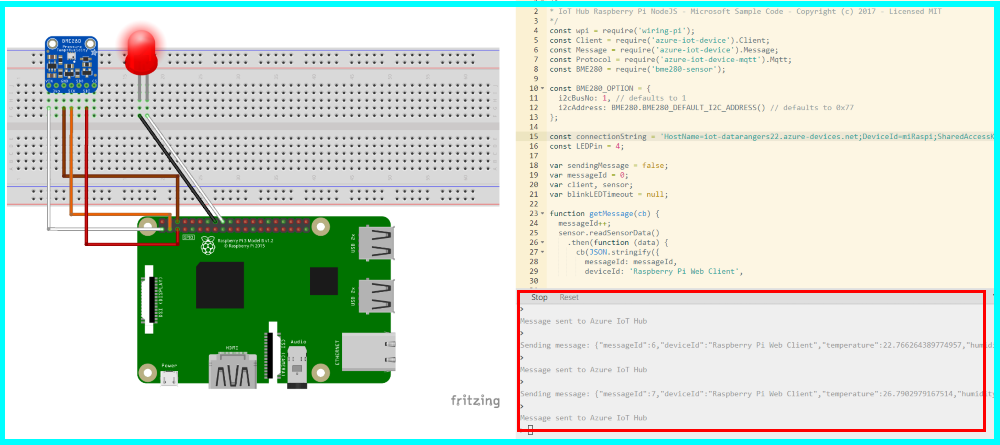 BME280
Pressure
Temp+Humidity
GPIO
Raspberry Pi 3 Model B v1.2
© Raspberry Pi 2015
USB 2x
USB 2x
DSI (DISPLAY)
ETHERNET
CSI (CAMERA)
Audio
HDMI
Power
fritzing
2 * IoT Hub Raspberry Pi NodeJS - Microsoft Sample Code - Copyright (c) 2017 - Licensed MIT
3 */
4 const wpi = require('wiring-pi');
5 const Client = require('azure-iot-device').Client;
6 const Message = require('azure-iot-device').Message;
7 const Protocol = require('azure-iot-device-mqtt').Mqtt;
8 const BME280 = require('bme280-sensor');
9
10 const BME280_OPTION = {
11 i2cBusNo: 1, // defaults to 1
12 i2cAddress: BME280.BME280_DEFAULT_I2C_ADDRESS() // defaults to 0x77
13 };
14
15 const connectionString = 'HostName=iot-datarangers22.azure-devices.net;DeviceId=miRaspi;SharedAccessK
16 const LEDPin = 4;
17
18 var sendingMessage = false;
19 var messageId = 0;
20 var client, sensor;
21 var blinkLEDTimeout = null;
22
23 function getMessage(cb) {
24 messageId++;
25 sensor.readSensorData()
26 .then(function (data) {
27 cb(JSON.stringify({
28 messageId: messageId,
29 deviceId: 'Raspberry Pi Web Client',
Stop Reset
>
Message sent to Azure IoT Hub
>
Sending message: {"messageId":6,"deviceId":"Raspberry Pi Web Client","temperature":22.766264389774957,"humidi
>
Message sent to Azure IoT Hub
>
Sending message: {"messageId":7,"deviceId":"Raspberry Pi Web Client","temperature":26.7902979167514,"humidity
>
Message sent to Azure IoT Hub
>